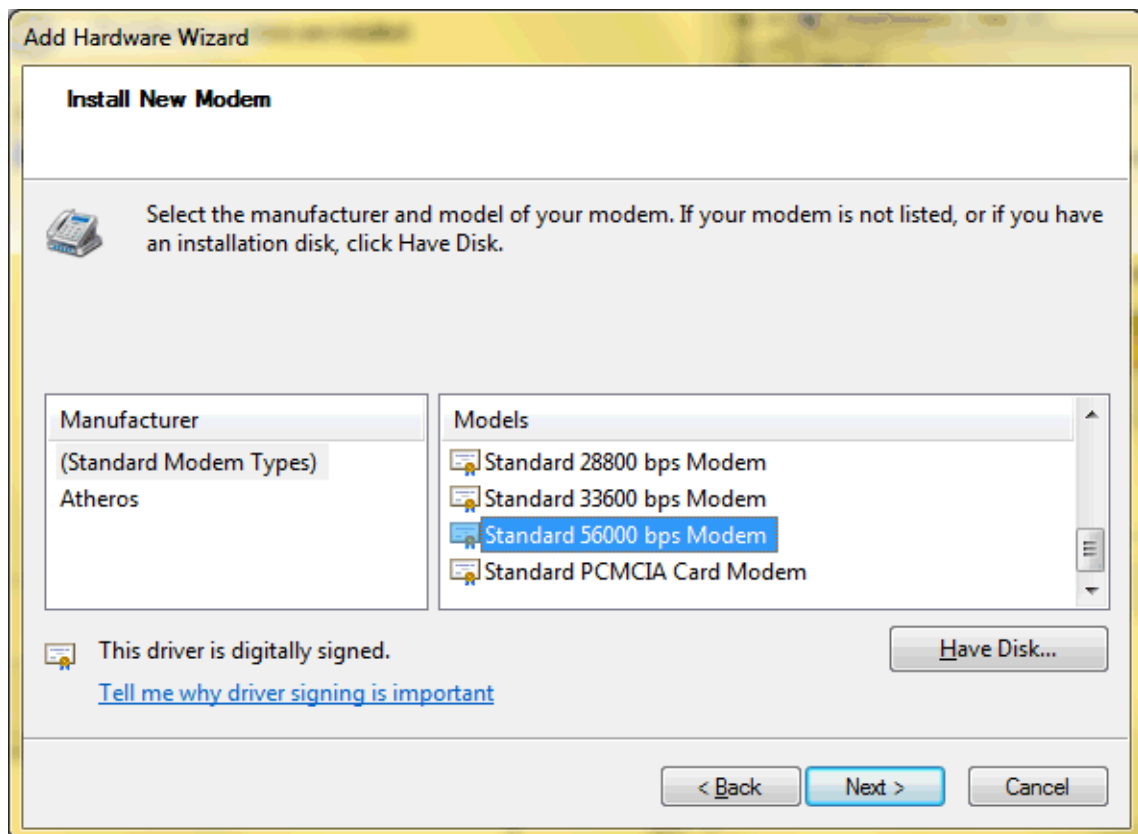 Add Hardware Wizard
Install New Modem
Select the manufacturer and model of your modem. If your modem is not listed, or if you have
an installation disk, click Have Disk.
Manufacturer
(Standard Modem Types)
Atheros
Models
Standard 28800 bps Modem
Standard 33600 bps Modem
Standard 56000 bps Modem
Standard PCMCIA Card Modem
This driver is digitally signed.
Tell me why driver signing is important
Have Disk...
< Back
Next >
Cancel